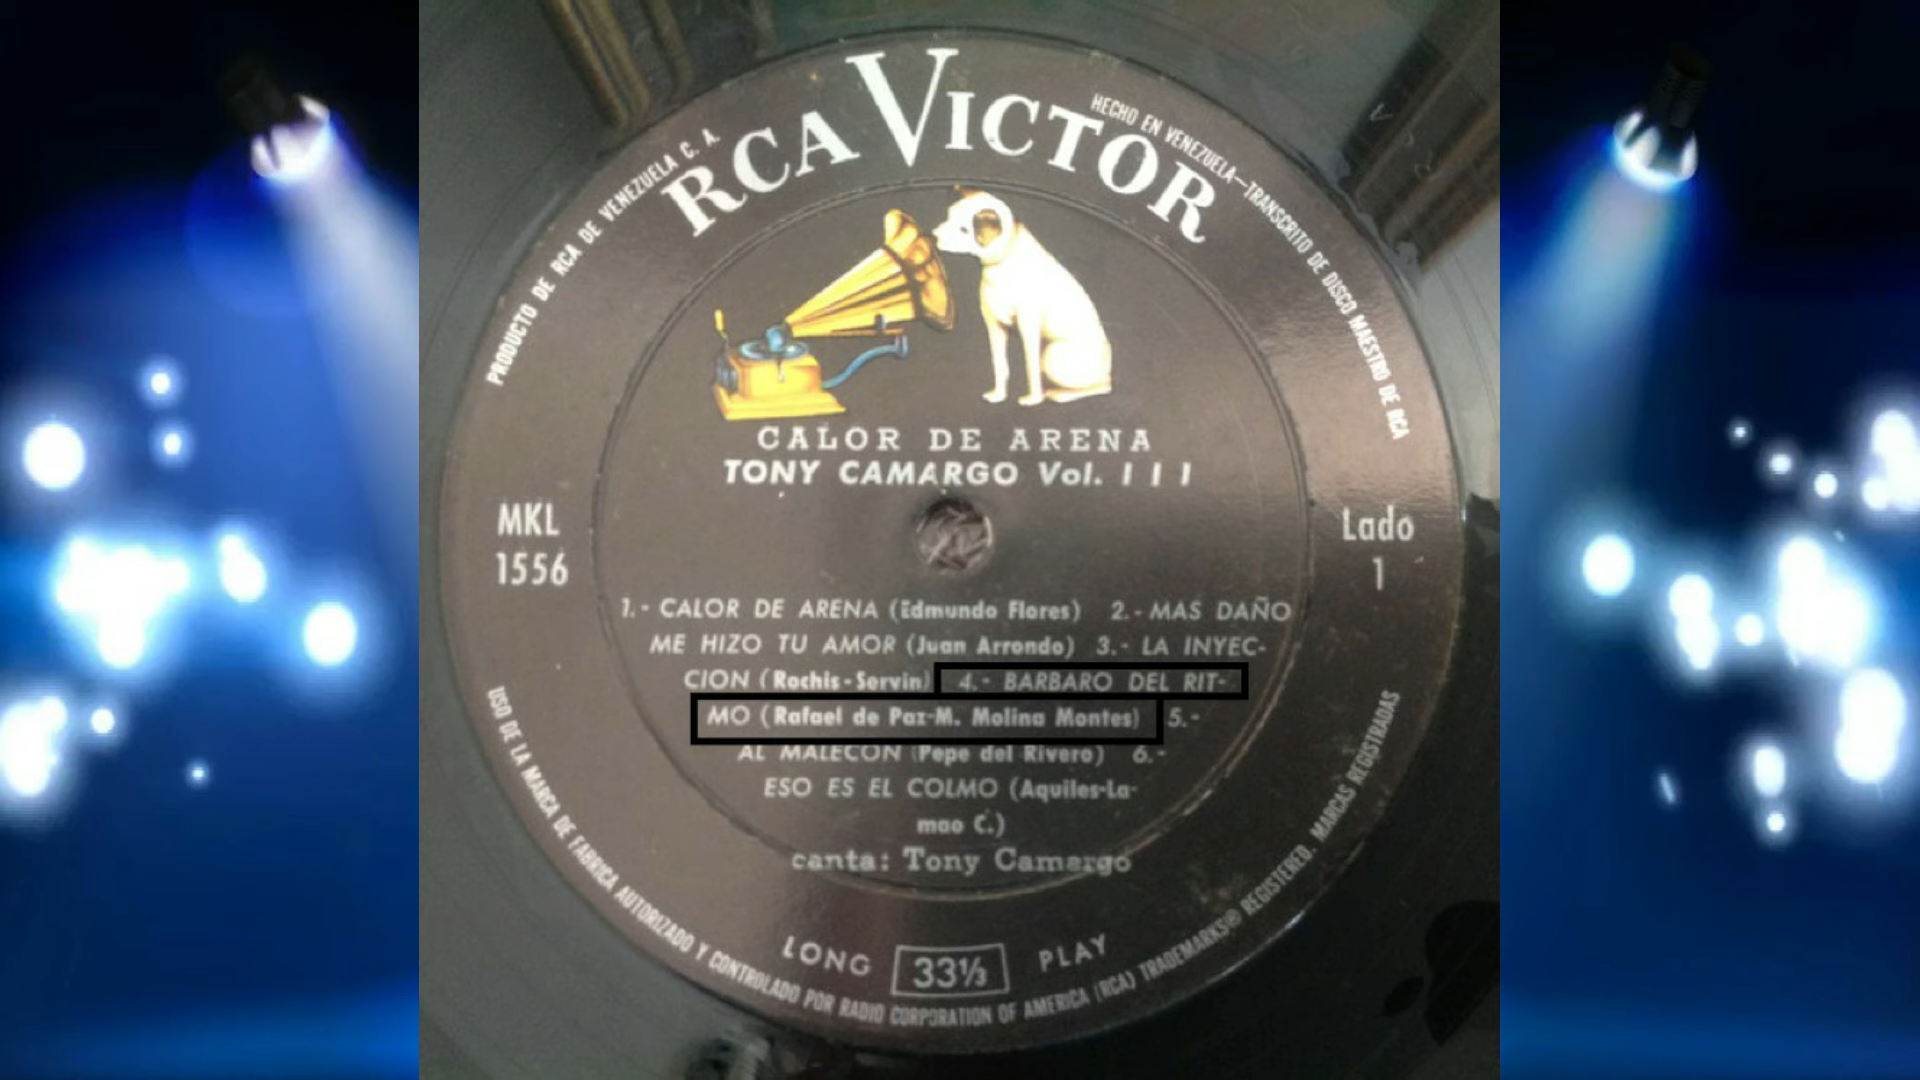 RCA VICTOR
PRODUCTO DE RCA DE VENEZUELA C. A.
HECHO EN VENEZUELA—TRANSCRITO DE DISCO MAESTRO DE RCA
CALOR DE ARENA
TONY CAMARGO Vol. III
MKL
1556
Lado
1
1.- CALOR DE ARENA (Edmundo Flores) 2.- MAS DAÑO
ME HIZO TU AMOR (Juan Arrondo) 3.- LA INYEC-
CION (Rochis-Servin) 4.- BARBARO DEL RIT-
MO (Rafael de Paz-M. Molina Montes) 5.-
AL MALECON (Pepe del Rivero) 6.-
ESO ES EL COLMO (Aquiles-La-
mao C.)
canta: Tony Camargo
LONG 33⅓ PLAY
USO DE LA MARCA DE FABRICA AUTORIZADO Y CONTROLADO POR RADIO CORPORATION OF AMERICA (RCA) TRADEMARKS® REGISTERED. MARCAS REGISTRADAS